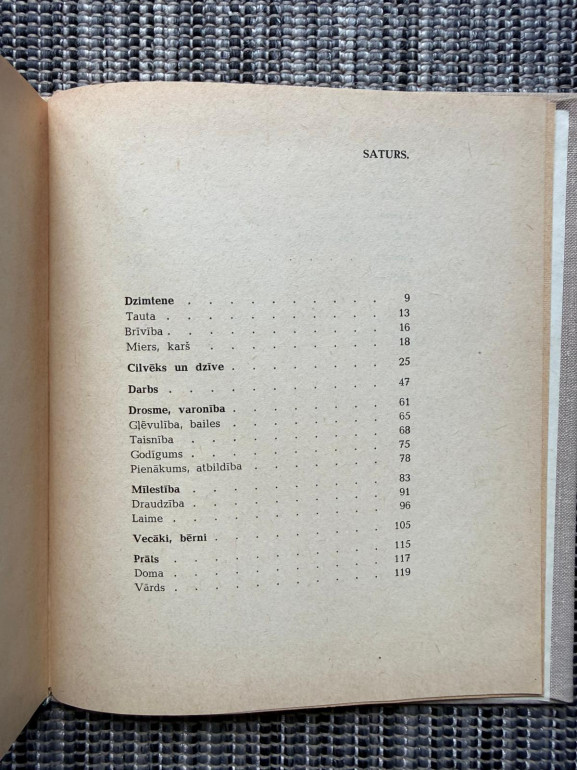 SATURS.
Dzimtene . . . . . . . . . . 9
Tauta . . . . . . . . . . 13
Brīvība . . . . . . . . . . 16
Miers, karš . . . . . . . . . 18
Cilvēks un dzīve . . . . . . . . 25
Darbs . . . . . . . . . . 47
Drosme, varonība . . . . . . . . 61
Gļēvulība, bailes . . . . . . . . 65
Taisnība . . . . . . . . . . 68
Godīgums . . . . . . . . . 75
Pienākums, atbildība . . . . . . . 78
Mīlestība . . . . . . . . . 83
Draudzība . . . . . . . . . 91
Laime . . . . . . . . . . 96
Vecāki, bērni . . . . . . . . 105
Prāts . . . . . . . . . . 115
Doma . . . . . . . . . . 117
Vārds . . . . . . . . . . 119